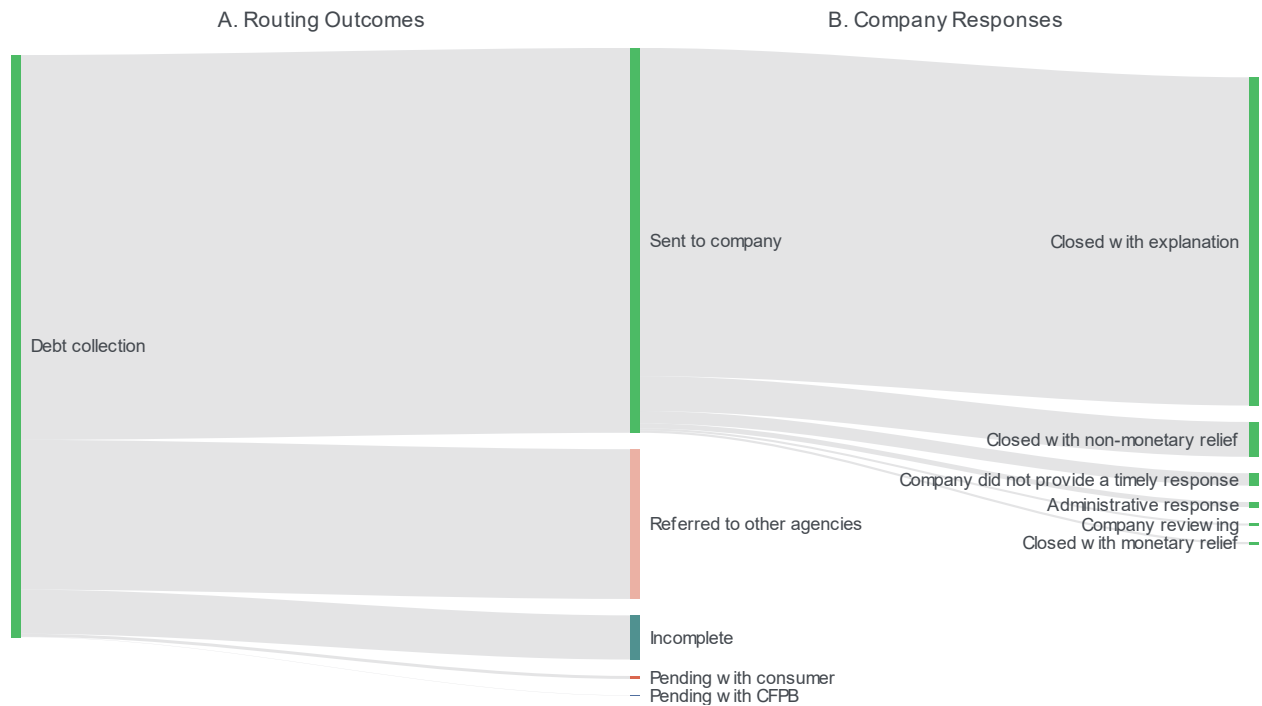 A. Routing Outcomes
B. Company Responses
Debt collection
Sent to company
Referred to other agencies
Incomplete
Pending with consumer
Pending with CFPB
Closed with explanation
Closed with non-monetary relief
Company did not provide a timely response
Administrative response
Company reviewing
Closed with monetary relief